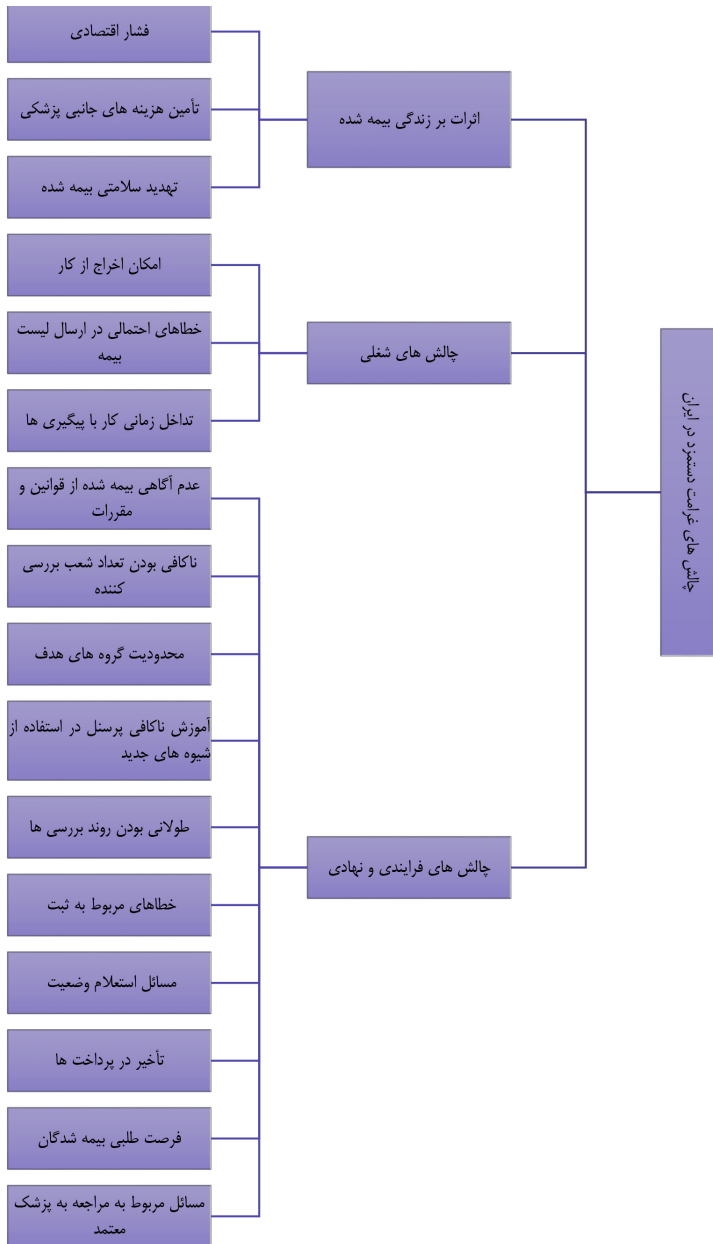 چالش های غرامت دستمزد در ایران
اثرات بر زندگی بیمه شده
فشار اقتصادی
تأمین هزینه های جانبی پزشکی
تهدید سلامتی بیمه شده
چالش های شغلی
امکان اخراج از کار
خطاهای احتمالی در ارسال لیست
بیمه
تداخل زمانی کار با پیگیری ها
چالش های فرایندی و نهادی
عدم آگاهی بیمه شده از قوانین و
مقررات
ناکافی بودن تعداد شعب بررسی
کننده
محدودیت گروه های هدف
آموزش ناکافی پرسنل در استفاده از
شیوه های جدید
طولانی بودن روند بررسی ها
خطاهای مربوط به ثبت
مسائل استعلام وضعیت
تأخیر در پرداخت ها
فرصت طلبی بیمه شدگان
مسائل مربوط به مراجعه به پزشک
معتمد